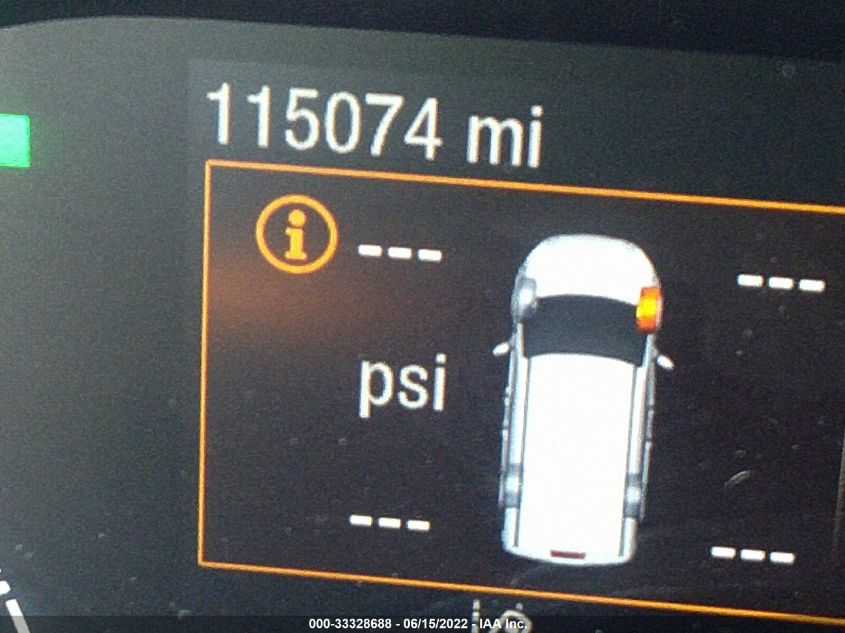 115074 mi
i
--- ---
psi
--- ---
000-33328688 - 06/15/2022 - IAA Inc.